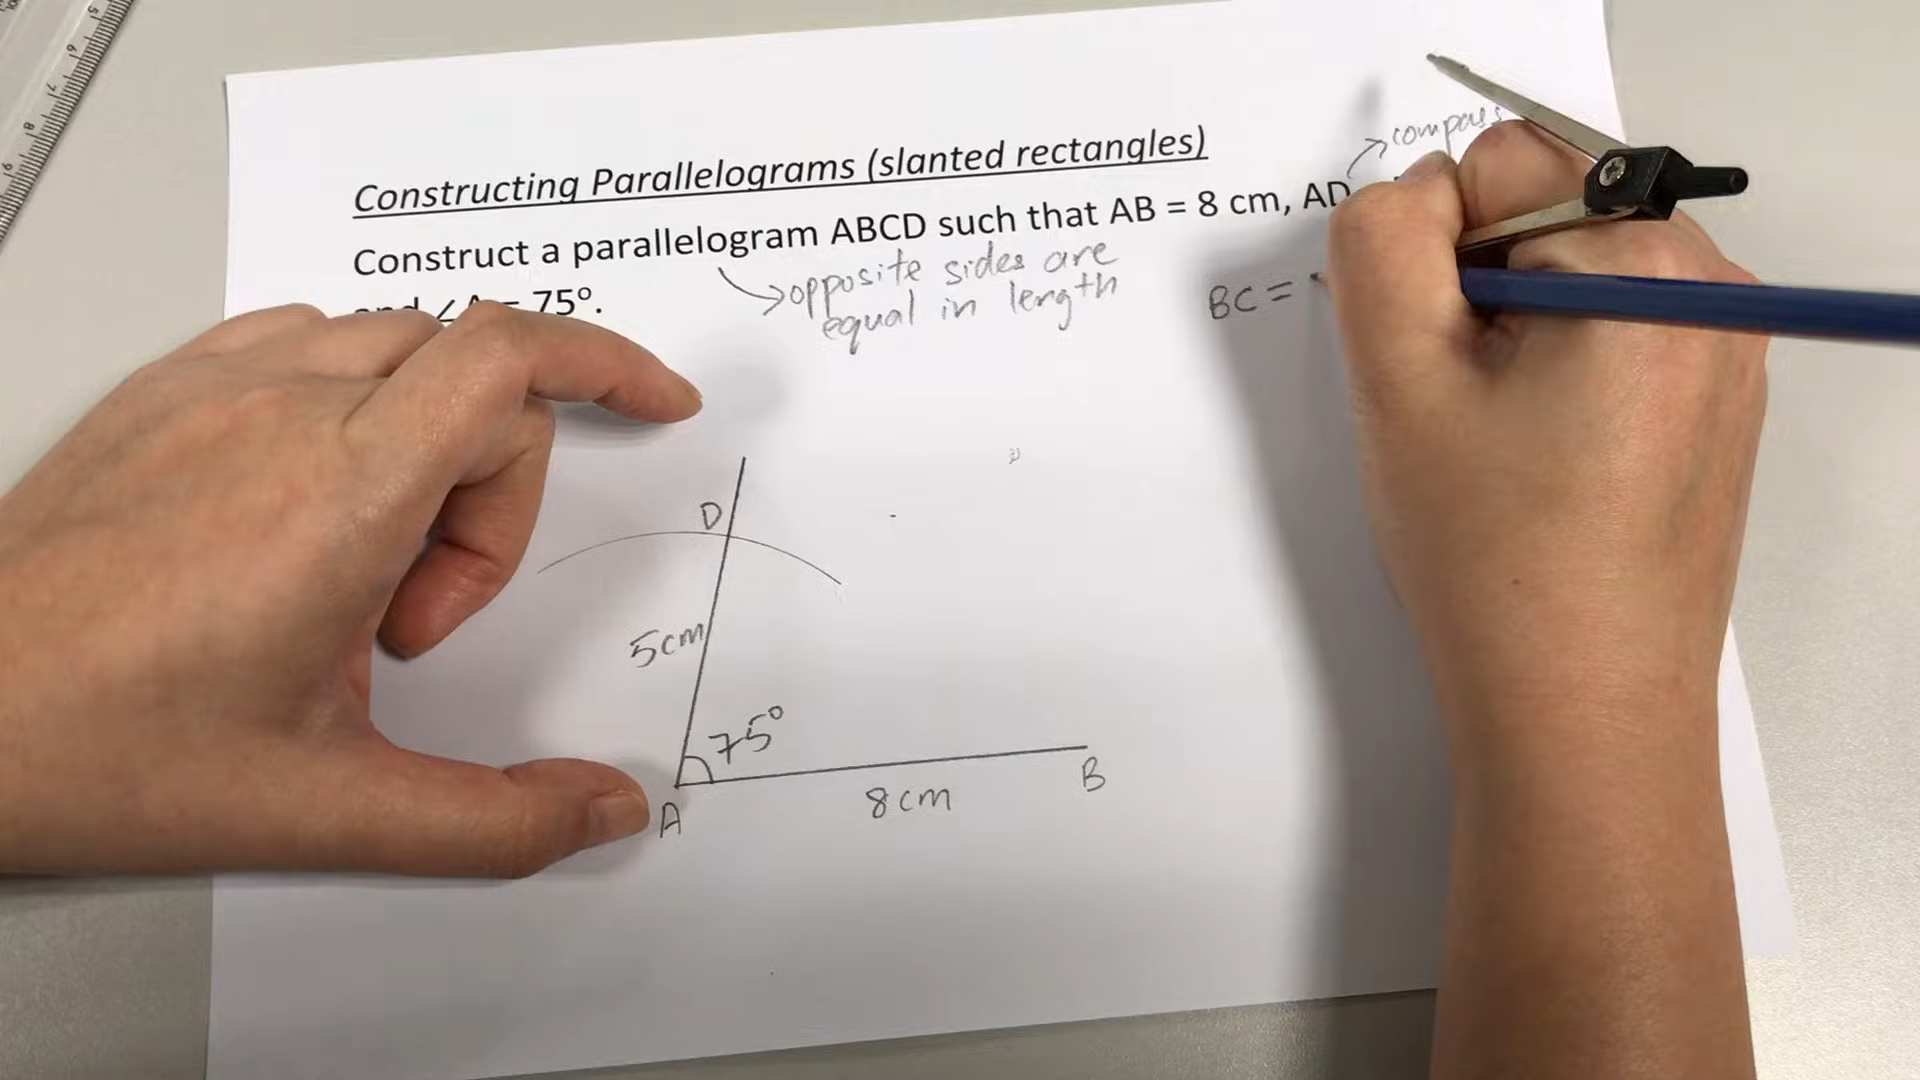 Constructing Parallelograms (slanted rectangles)
compass
Construct a parallelogram ABCD such that AB = 8 cm, AD
opposite sides are
equal in length
BC =
and ∠A = 75°.
D
5cm
75°
A
8cm
B